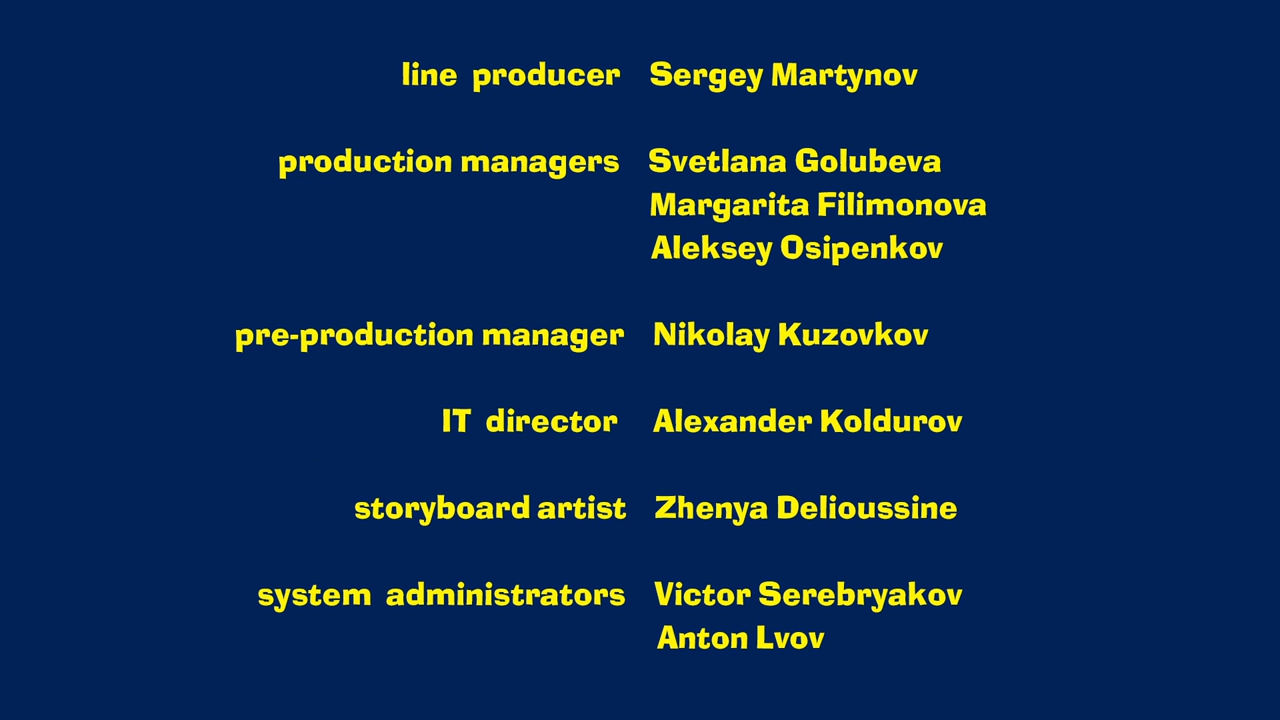 line producer Sergey Martynov
production managers Svetlana Golubeva
Margarita Filimonova
Aleksey Osipenkov
pre-production manager Nikolay Kuzovkov
IT director Alexander Koldurov
storyboard artist Zhenya Delioussine
system administrators Victor Serebryakov
Anton Lvov